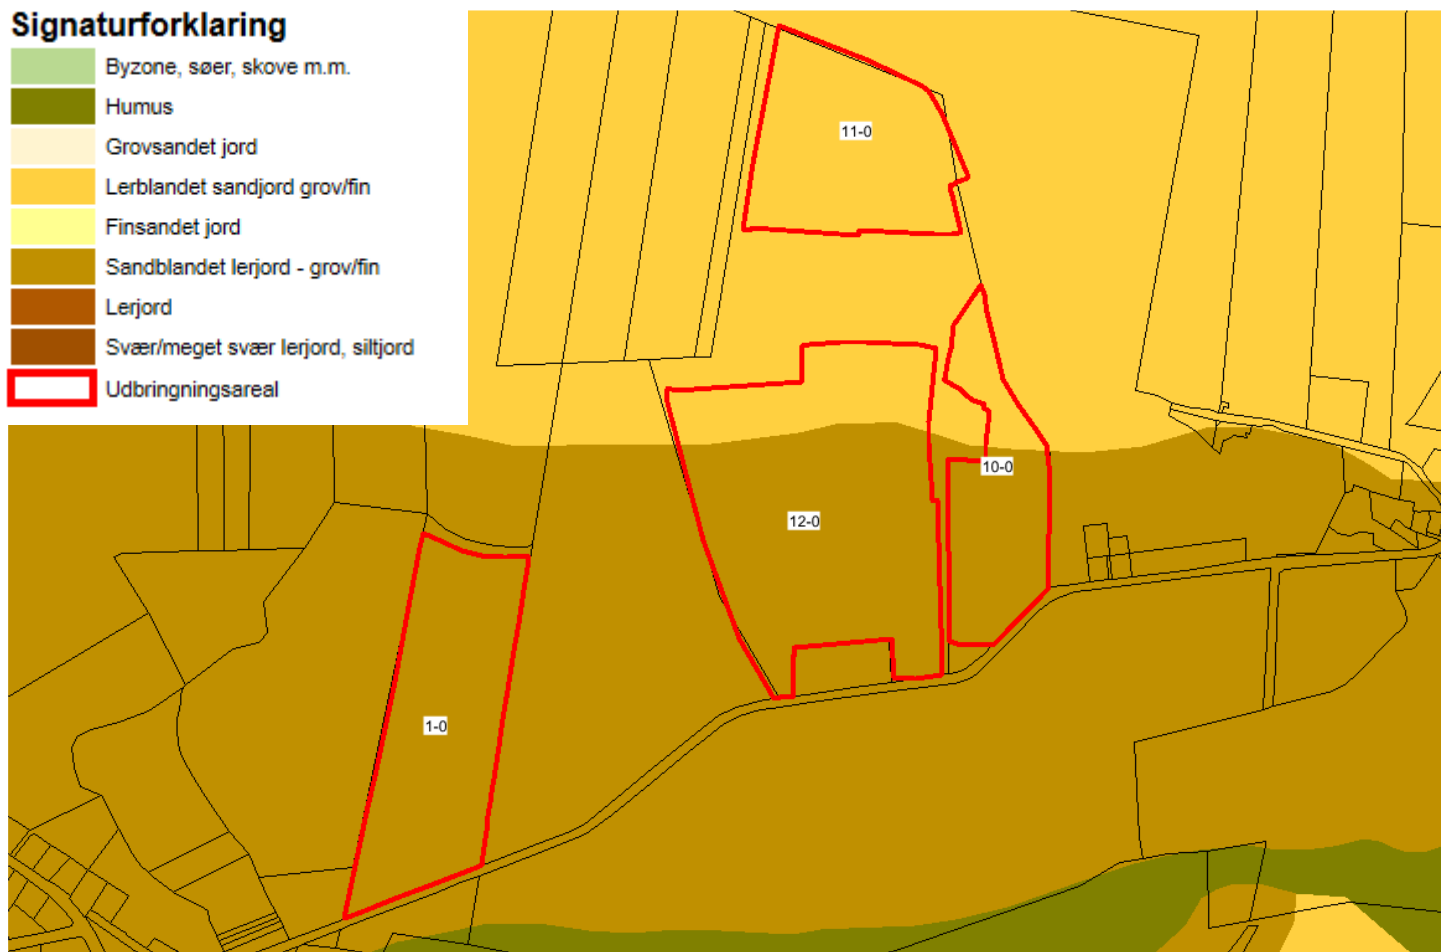 Signaturforklaring
Byzone, søer, skove m.m.
Humus
Grovsandet jord
Lerblandet sandjord grov/fin
Finsandet jord
Sandblandet lerjord - grov/fin
Lerjord
Svær/meget svær lerjord, siltjord
Udbringningsareal
11-0
10-0
12-0
1-0